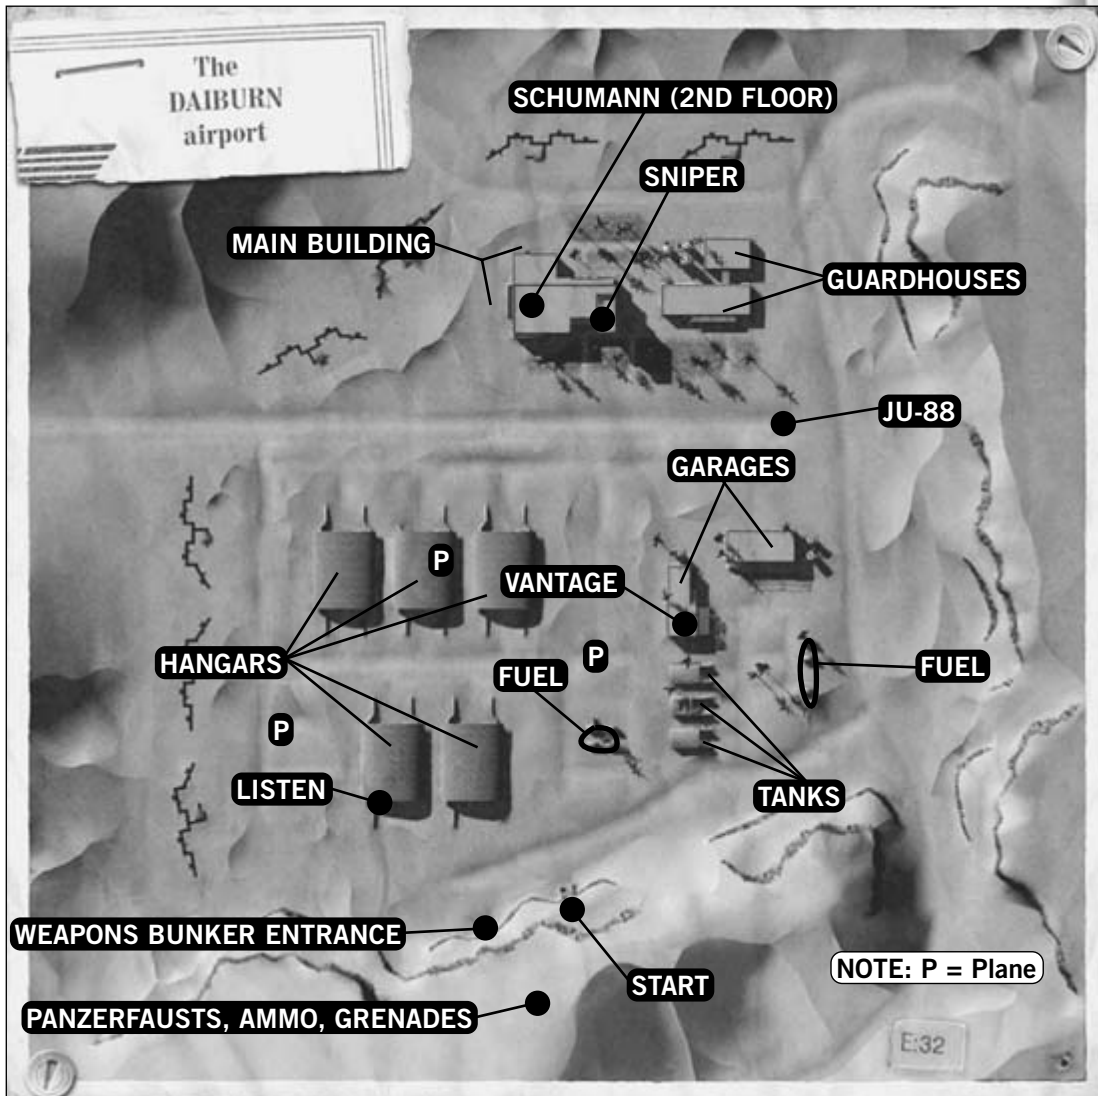 The
DAIBURN
airport
SCHUMANN (2ND FLOOR)
SNIPER
MAIN BUILDING
GUARDHOUSES
JU-88
GARAGES
P
VANTAGE
HANGARS
P
FUEL
FUEL
P
LISTEN
TANKS
WEAPONS BUNKER ENTRANCE
START
NOTE: P = Plane
PANZERFAUSTS, AMMO, GRENADES
E:32